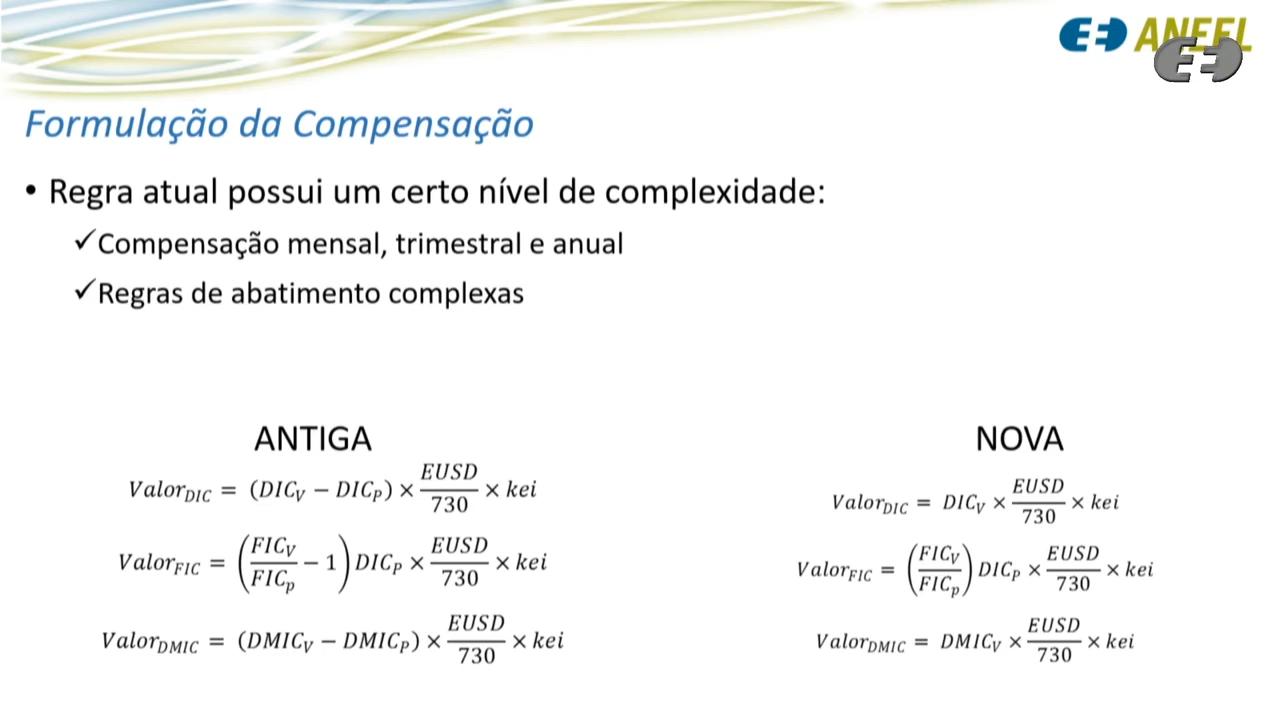 ANEEL
Formulação da Compensação
• Regra atual possui um certo nível de complexidade:
✓Compensação mensal, trimestral e anual
✓Regras de abatimento complexas
ANTIGA
Valor_DIC = (DIC_V − DIC_P) × EUSD/730 × kei
Valor_FIC = (FIC_V/FIC_p − 1) DIC_P × EUSD/730 × kei
Valor_DMIC = (DMIC_V − DMIC_P) × EUSD/730 × kei
NOVA
Valor_DIC = DIC_V × EUSD/730 × kei
Valor_FIC = (FIC_V/FIC_p) DIC_P × EUSD/730 × kei
Valor_DMIC = DMIC_V × EUSD/730 × kei